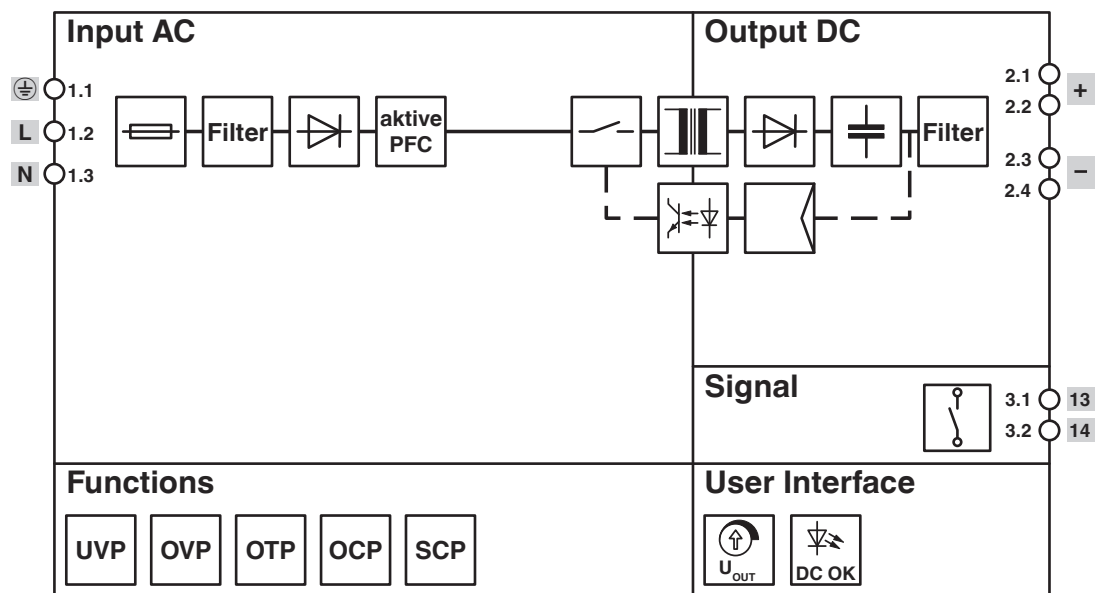 Input AC
Output DC
1.1
L 1.2
N 1.3
Filter
aktive
PFC
Filter
2.1
2.2
+
2.3
2.4
−
Signal
3.1 13
3.2 14
Functions
UVP OVP OTP OCP SCP
User Interface
UOUT
DC OK